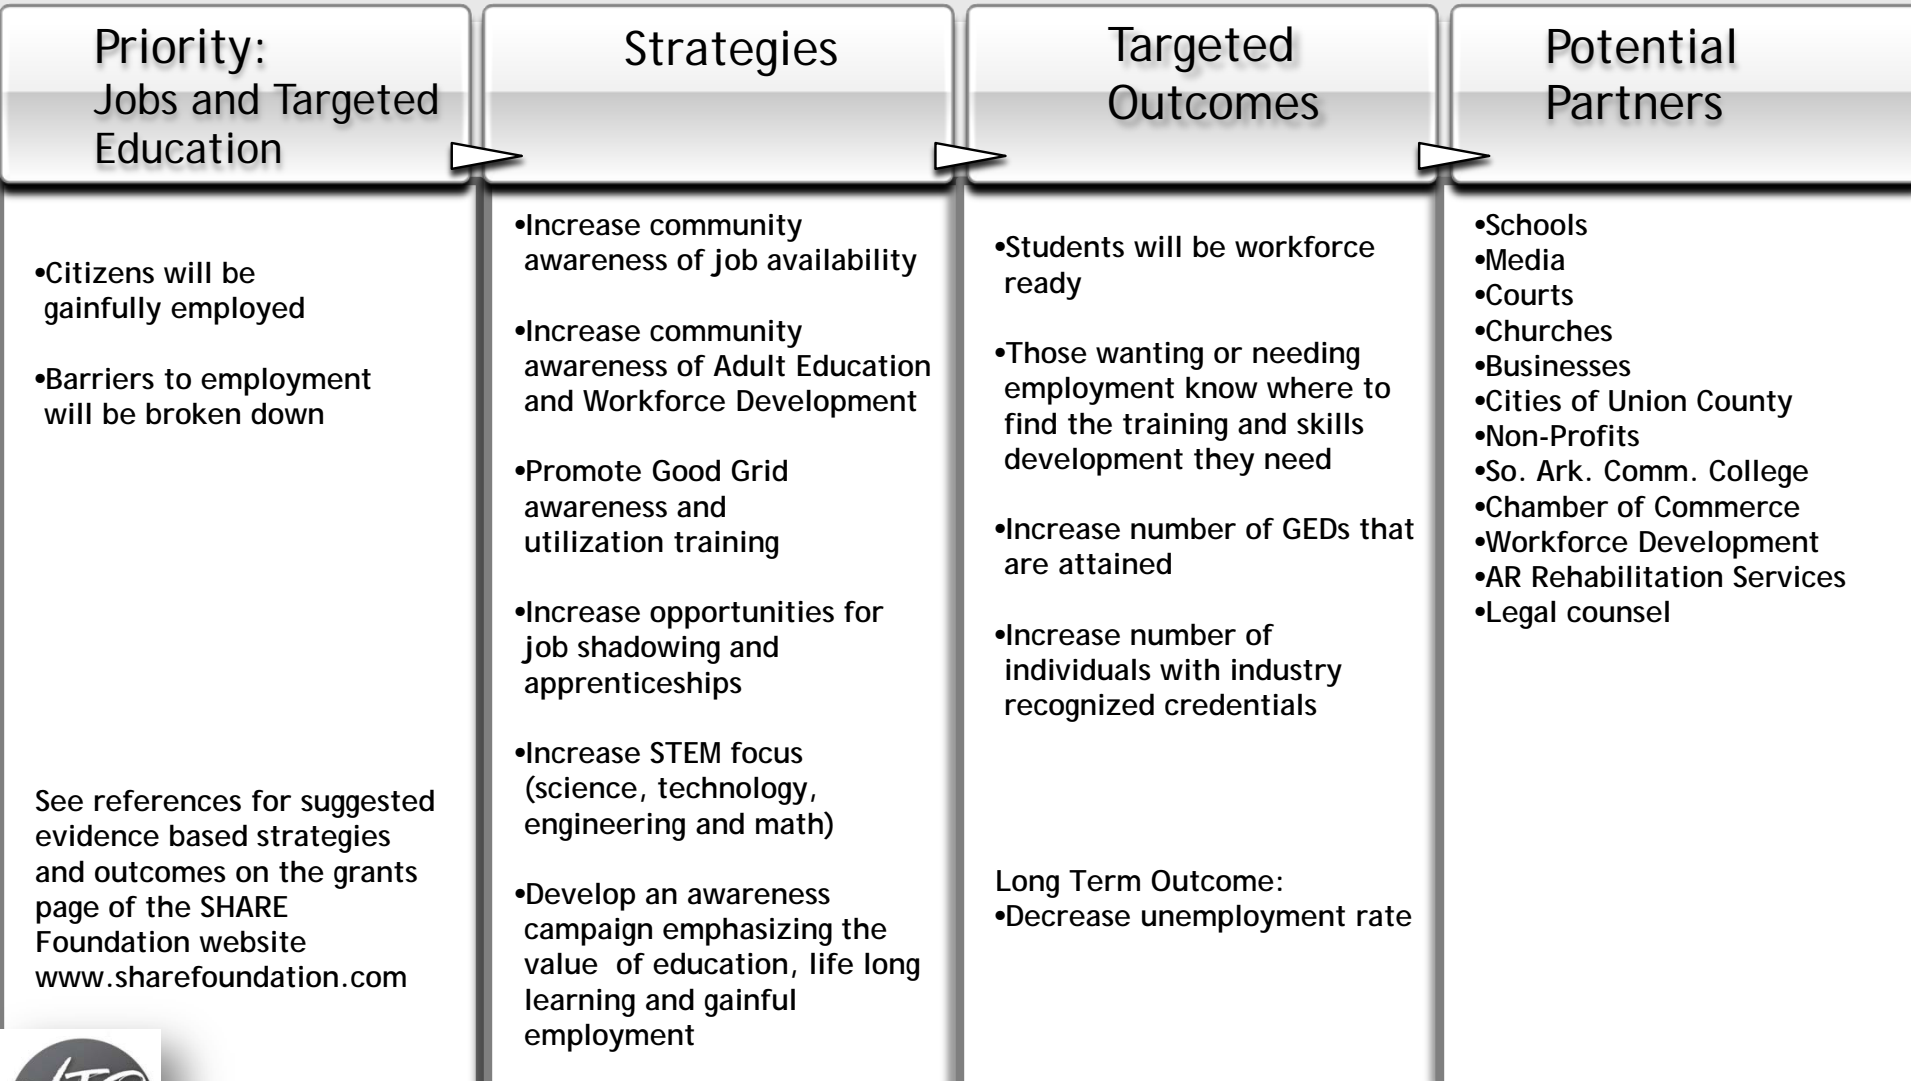 Priority:
Jobs and Targeted
Education
•Citizens will be
gainfully employed
•Barriers to employment
will be broken down
See references for suggested
evidence based strategies
and outcomes on the grants
page of the SHARE
Foundation website
www.sharefoundation.com
Strategies
•Increase community
awareness of job availability
•Increase community
awareness of Adult Education
and Workforce Development
•Promote Good Grid
awareness and
utilization training
•Increase opportunities for
job shadowing and
apprenticeships
•Increase STEM focus
(science, technology,
engineering and math)
•Develop an awareness
campaign emphasizing the
value  of education, life long
learning and gainful
employment
Targeted
Outcomes
•Students will be workforce
ready
•Those wanting or needing
employment know where to
find the training and skills
development they need
•Increase number of GEDs that
are attained
•Increase number of
individuals with industry
recognized credentials
Long Term Outcome:
•Decrease unemployment rate
Potential
Partners
•Schools
•Media
•Courts
•Churches
•Businesses
•Cities of Union County
•Non-Profits
•So. Ark. Comm. College
•Chamber of Commerce
•Workforce Development
•AR Rehabilitation Services
•Legal counsel